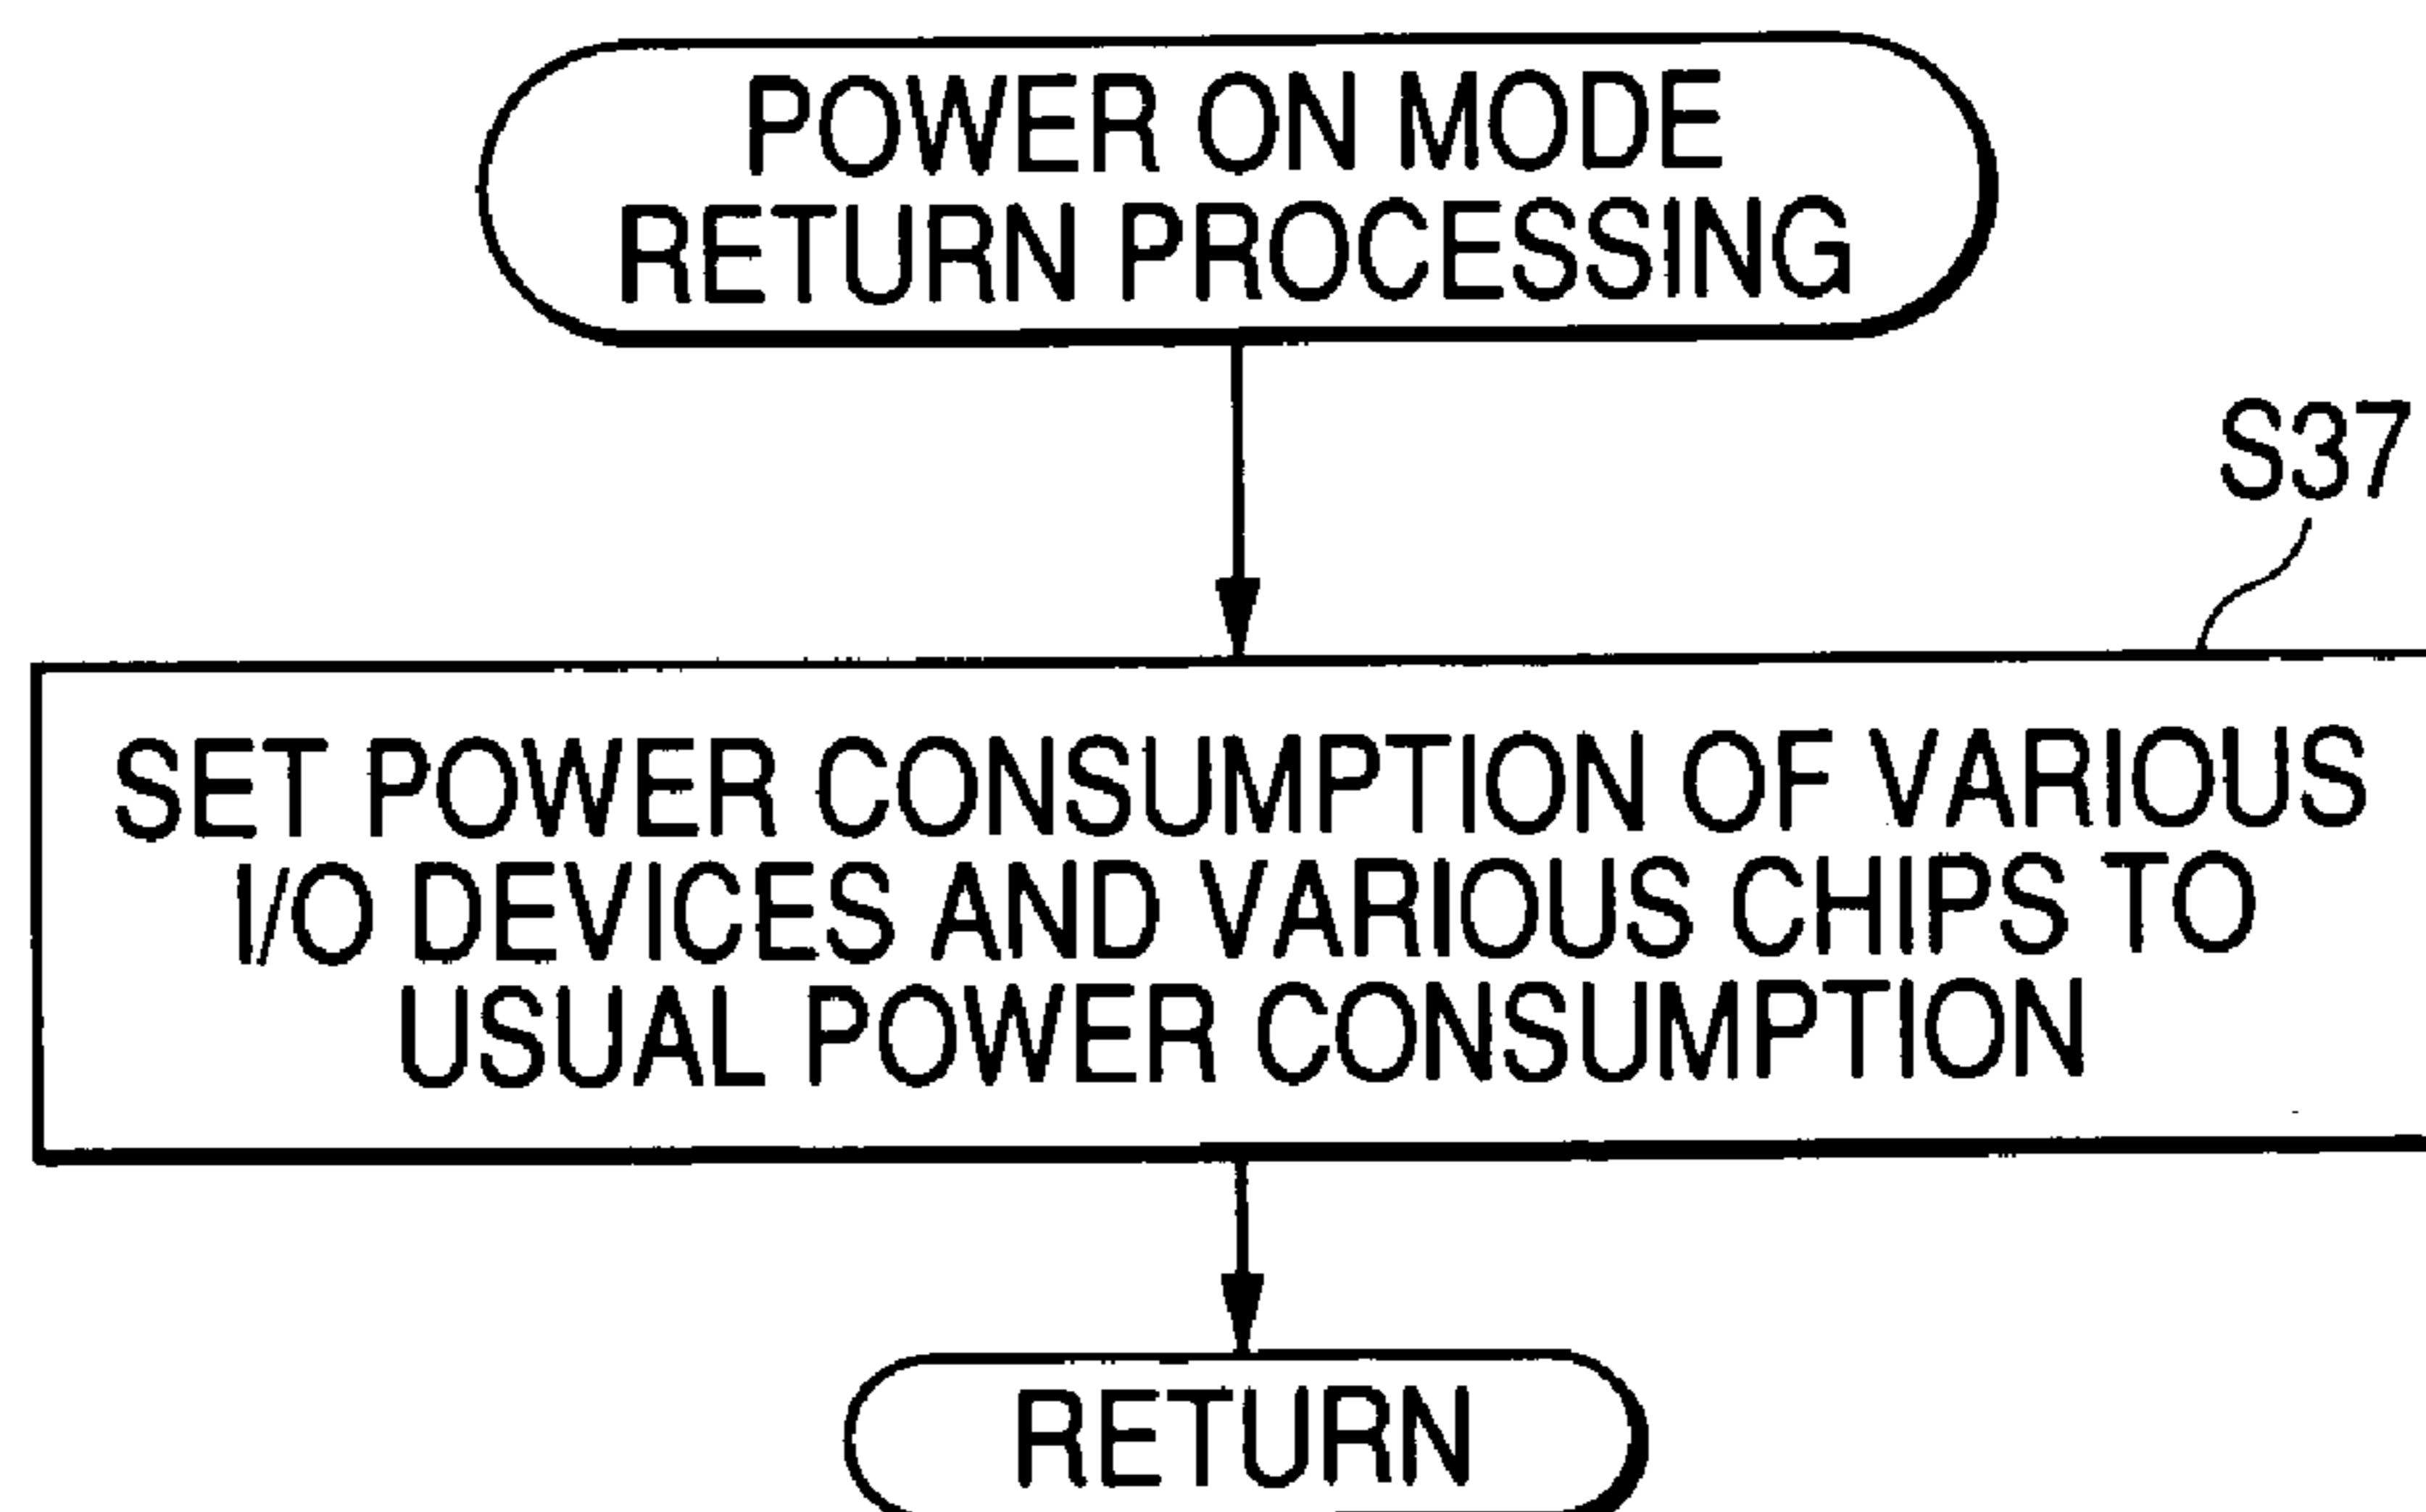 POWER ON MODE
RETURN PROCESSING
S37
SET POWER CONSUMPTION OF VARIOUS
I/O DEVICES AND VARIOUS CHIPS TO
USUAL POWER CONSUMPTION
RETURN